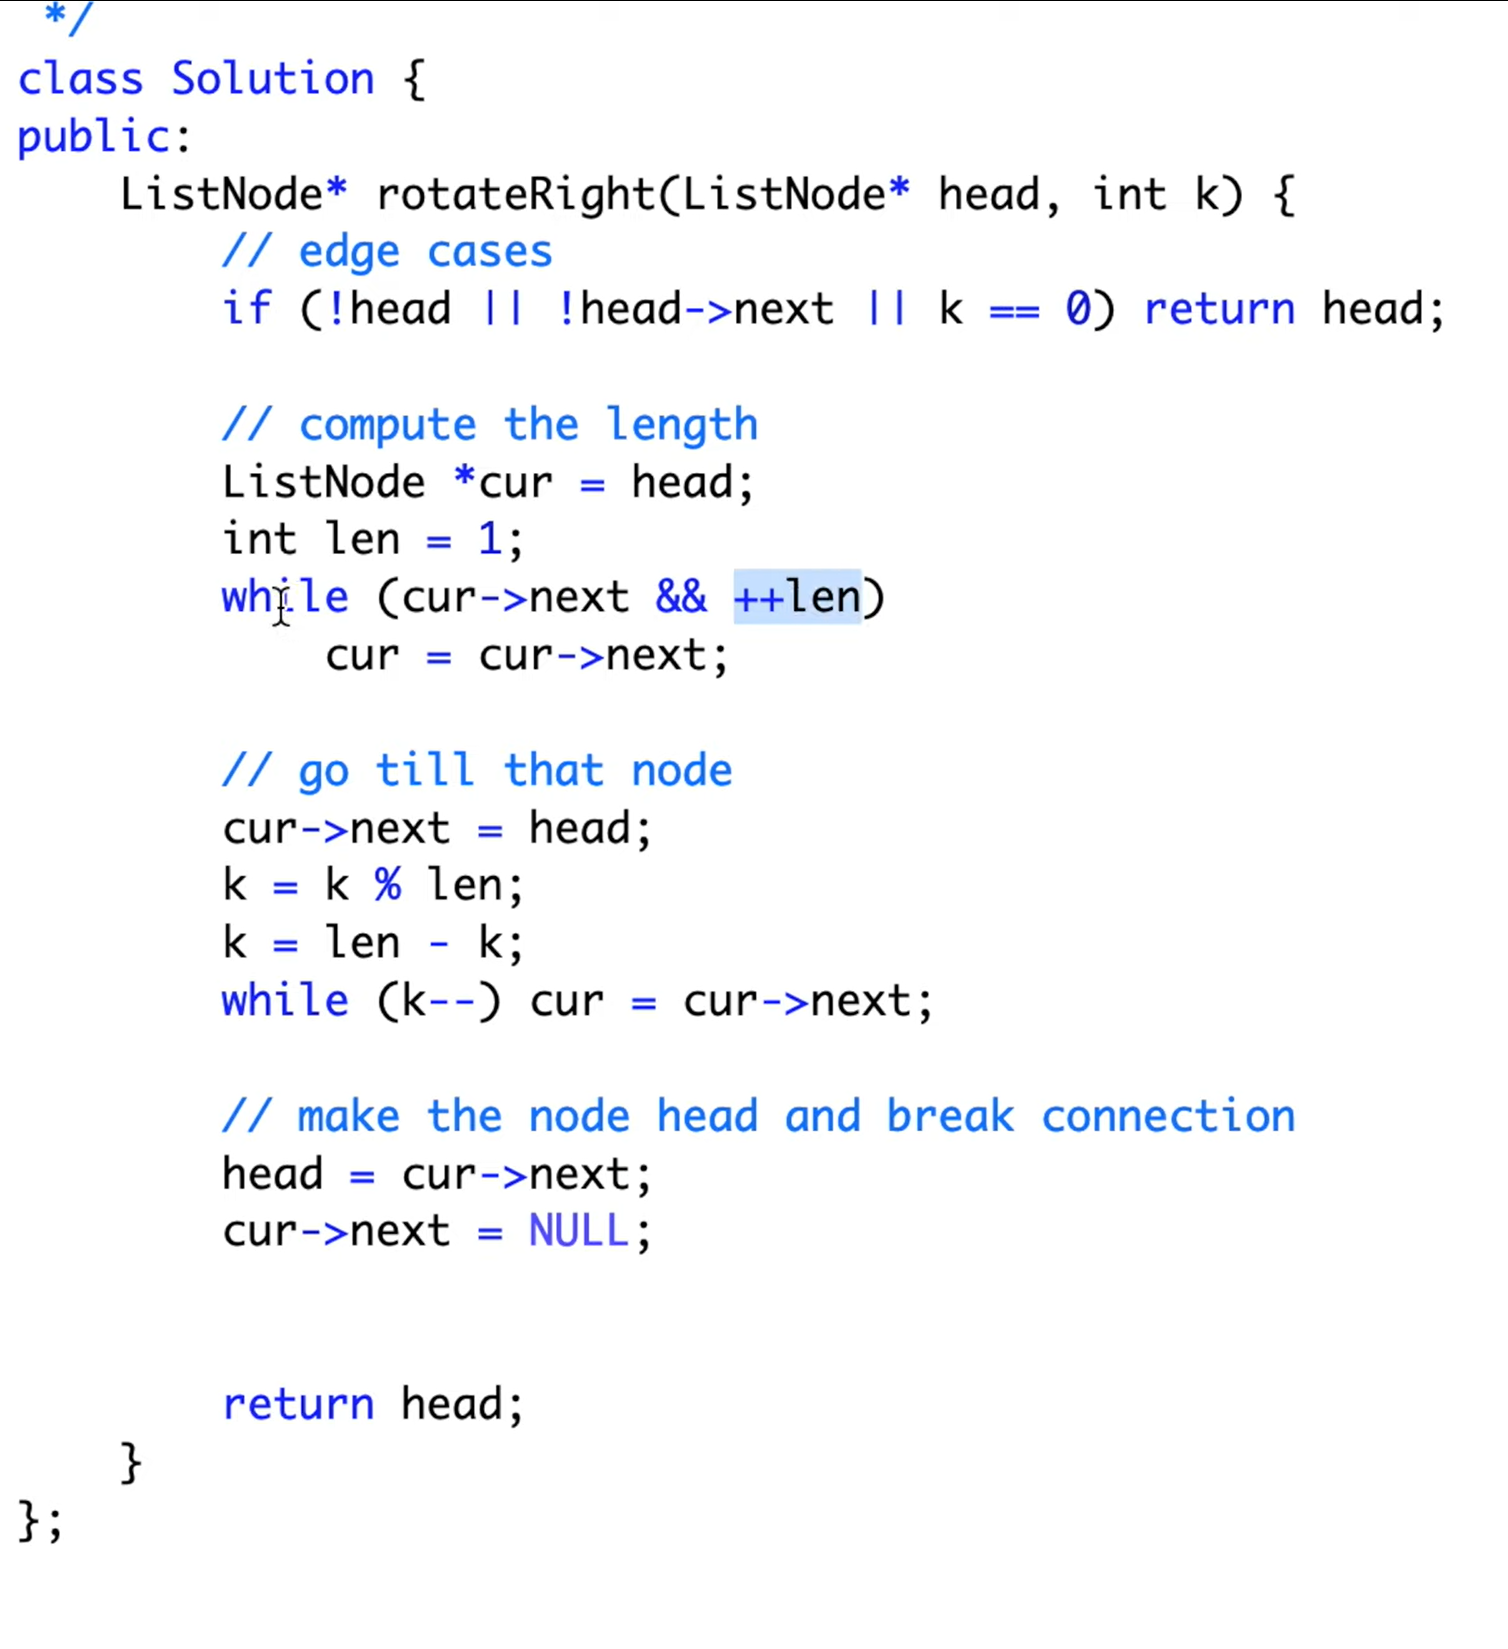 */
class Solution {
public:
    ListNode* rotateRight(ListNode* head, int k) {
        // edge cases
        if (!head || !head->next || k == 0) return head;

        // compute the length
        ListNode *cur = head;
        int len = 1;
        while (cur->next && ++len)
            cur = cur->next;

        // go till that node
        cur->next = head;
        k = k % len;
        k = len - k;
        while (k--) cur = cur->next;

        // make the node head and break connection
        head = cur->next;
        cur->next = NULL;


        return head;
    }
};